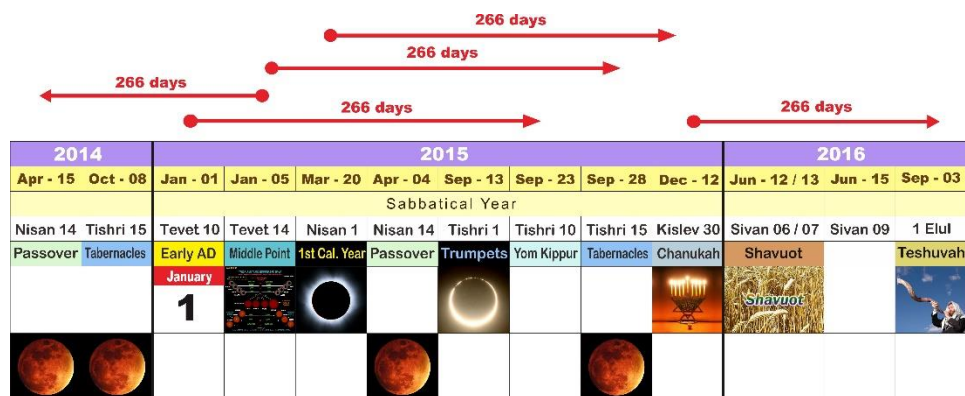 266 days
266 days
266 days
266 days
266 days
2014 2015 2016
Apr - 15 Oct - 08 Jan - 01 Jan - 05 Mar - 20 Apr - 04 Sep - 13 Sep - 23 Sep - 28 Dec - 12 Jun - 12 / 13 Jun - 15 Sep - 03
Sabbatical Year
Nisan 14 Tishri 15 Tevet 10 Tevet 14 Nisan 1 Nisan 14 Tishri 1 Tishri 10 Tishri 15 Kislev 30 Sivan 06 / 07 Sivan 09 1 Elul
Passover Tabernacles Early AD Middle Point 1st Cal. Year Passover Trumpets Yom Kippur Tabernacles Chanukah Shavuot Teshuvah
January
1
Shavuot